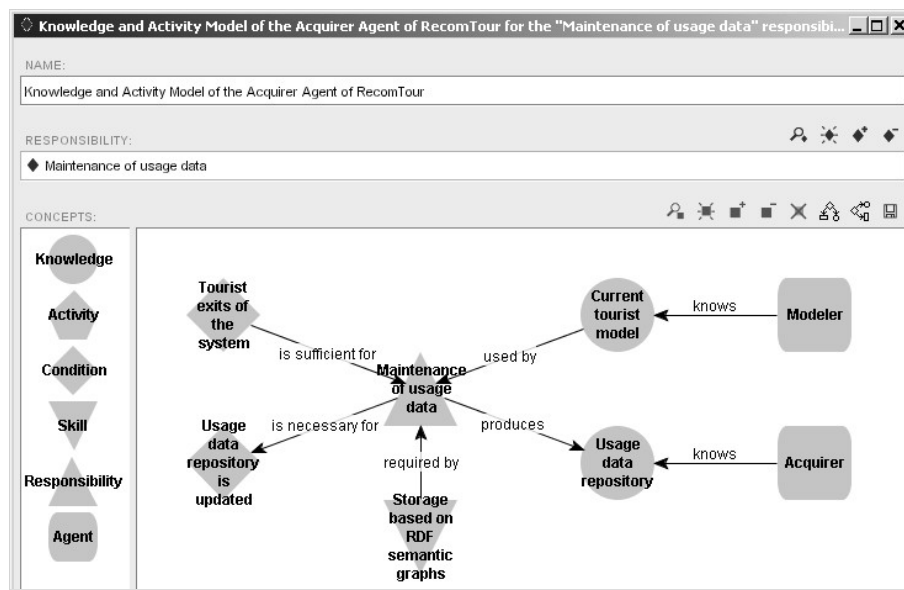 Knowledge and Activity Model of the Acquirer Agent of RecomTour for the "Maintenance of usage data" responsibi...
NAME:
Knowledge and Activity Model of the Acquirer Agent of RecomTour
RESPONSIBILITY:
Maintenance of usage data
CONCEPTS:
Knowledge
Activity
Condition
Skill
Responsibility
Agent
Tourist
exits of
the
system
is sufficient for
Current
tourist
model
knows
Modeler
used by
Maintenance
of usage
data
is necessary for
produces
Usage
data
repository
is
updated
required by
Usage
data
repository
knows
Acquirer
Storage
based on
RDF
semantic
graphs